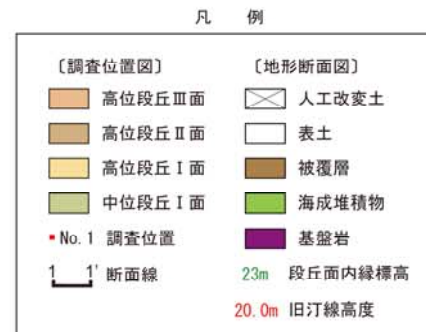 凡 例
〔調査位置図〕
高位段丘Ⅲ面
高位段丘Ⅱ面
高位段丘Ⅰ面
中位段丘Ⅰ面
No.1 調査位置
1 1' 断面線
〔地形断面図〕
人工改変土
表土
被覆層
海成堆積物
基盤岩
23m 段丘面内縁標高
20.0m 旧汀線高度